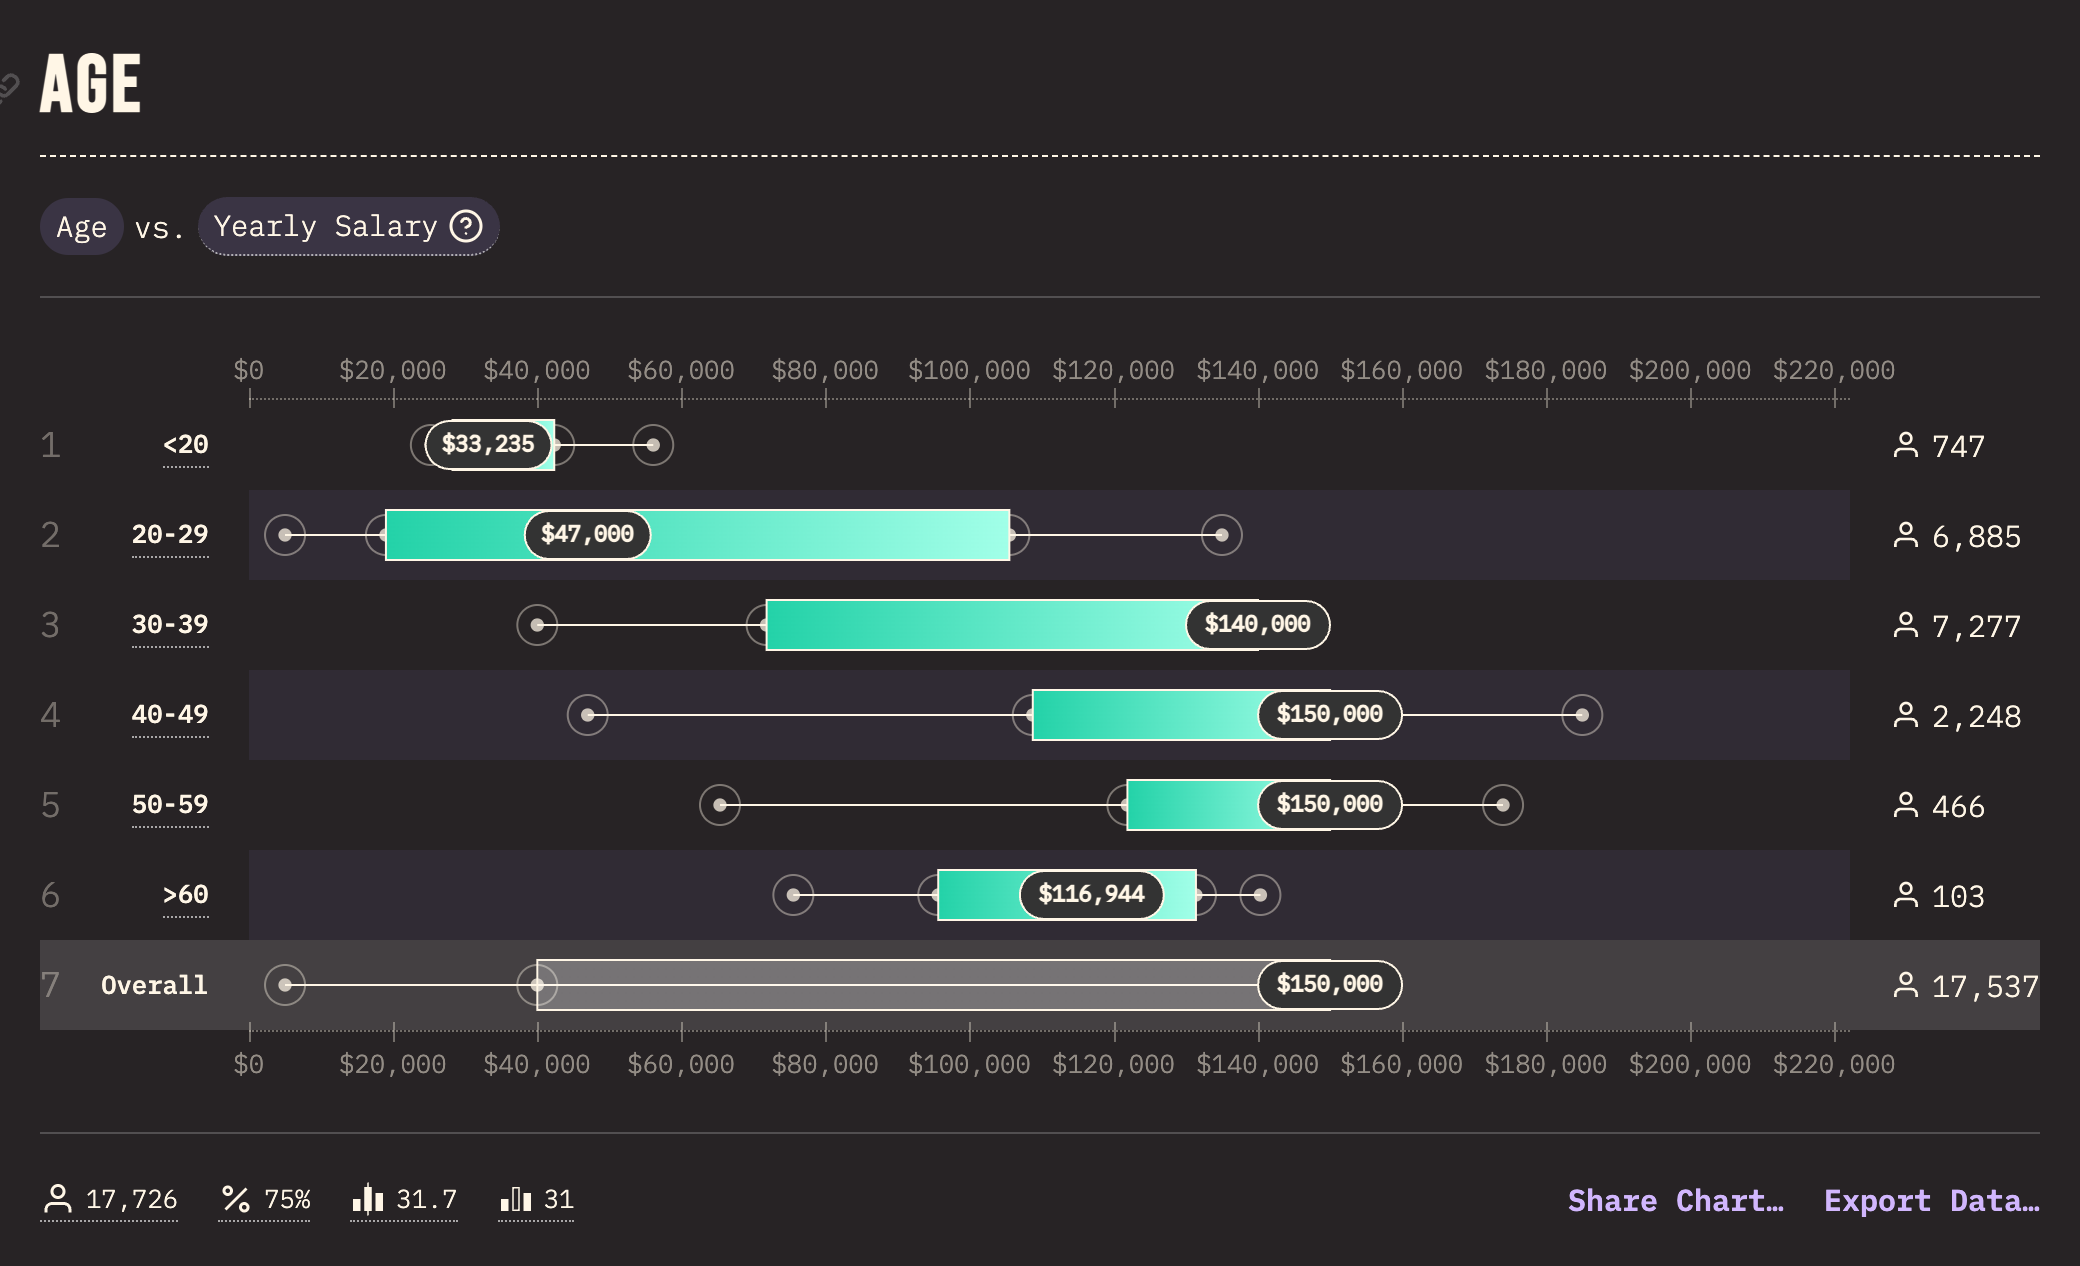 AGE
Age vs. Yearly Salary ?
$0 $20,000 $40,000 $60,000 $80,000 $100,000 $120,000 $140,000 $160,000 $180,000 $200,000 $220,000
1 <20 $33,235 747
2 20-29 $47,000 6,885
3 30-39 $140,000 7,277
4 40-49 $150,000 2,248
5 50-59 $150,000 466
6 >60 $116,944 103
7 Overall $150,000 17,537
$0 $20,000 $40,000 $60,000 $80,000 $100,000 $120,000 $140,000 $160,000 $180,000 $200,000 $220,000
17,726 % 75% 31.7 31 Share Chart… Export Data…